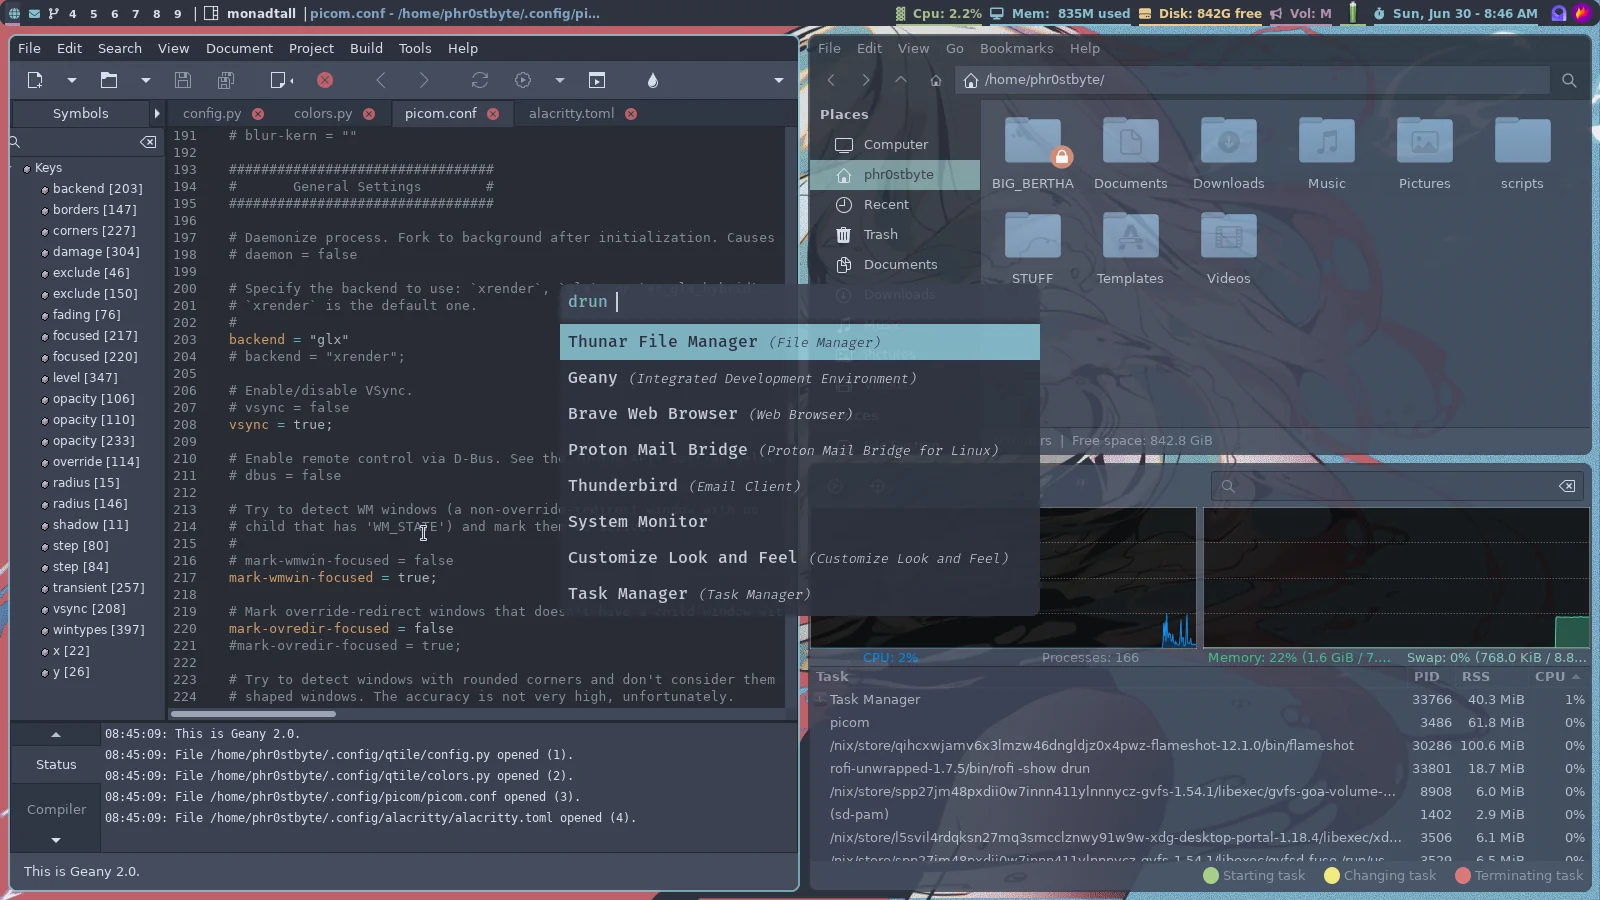 4 5 6 7 8 9 monadtall picom.conf - /home/phr0stbyte/.config/pi... Cpu: 2.2% Mem: 835M used Disk: 842G free Vol: M Sun, Jun 30 - 8:46 AM
File Edit Search View Document Project Build Tools Help
Symbols
config.py colors.py picom.conf alacritty.toml
Keys
backend [203]
borders [147]
corners [227]
damage [304]
exclude [46]
exclude [150]
fading [76]
focused [217]
focused [220]
level [347]
opacity [106]
opacity [110]
opacity [233]
override [114]
radius [15]
radius [146]
shadow [11]
step [80]
step [84]
transient [257]
vsync [208]
wintypes [397]
x [22]
y [26]
191 # blur-kern = ""
192
193 #################################
194 # General Settings #
195 #################################
196
197 # Daemonize process. Fork to background after initialization. Causes
198 # daemon = false
199
200 # Specify the backend to use: `xrender`,
201 # `xrender` is the default one.
202 #
203 backend = "glx"
204 # backend = "xrender";
205
206 # Enable/disable VSync.
207 # vsync = false
208 vsync = true;
209
210 # Enable remote control via D-Bus. See the
211 # dbus = false
212
213 # Try to detect WM windows (a non-override-
214 # child that has 'WM_STATE') and mark them
215 #
216 # mark-wmwin-focused = false
217 mark-wmwin-focused = true;
218
219 # Mark override-redirect windows that doesn't have a child window
220 mark-ovredir-focused = false
221 #mark-ovredir-focused = true;
222
223 # Try to detect windows with rounded corners and don't consider them
224 # shaped windows. The accuracy is not very high, unfortunately.
Status
Compiler
08:45:09: This is Geany 2.0.
08:45:09: File /home/phr0stbyte/.config/qtile/config.py opened (1).
08:45:09: File /home/phr0stbyte/.config/qtile/colors.py opened (2).
08:45:09: File /home/phr0stbyte/.config/picom/picom.conf opened (3).
08:45:09: File /home/phr0stbyte/.config/alacritty/alacritty.toml opened (4).
This is Geany 2.0.
drun
Thunar File Manager (File Manager)
Geany (Integrated Development Environment)
Brave Web Browser (Web Browser)
Proton Mail Bridge (Proton Mail Bridge for Linux)
Thunderbird (Email Client)
System Monitor
Customize Look and Feel (Customize Look and Feel)
Task Manager (Task Manager)
File Edit View Go Bookmarks Help
/home/phr0stbyte/
Places
Computer
phr0stbyte
Recent
Trash
Documents
Downloads
BIG_BERTHA Documents Downloads Music Pictures scripts
STUFF Templates Videos
| Free space: 842.8 GiB
CPU: 2% Processes: 166 Memory: 22% (1.6 GiB / 7.... Swap: 0% (768.0 KiB / 8.8...
Task PID RSS CPU
Task Manager 33766 40.3 MiB 1%
picom 3486 61.8 MiB 0%
/nix/store/qihcxwjamv6x3lmzw46dngldjz0x4pwz-flameshot-12.1.0/bin/flameshot 30286 100.6 MiB 0%
rofi-unwrapped-1.7.5/bin/rofi -show drun 33801 18.7 MiB 0%
/nix/store/spp27jm48pxdii0w7innn411ylnnnycz-gvfs-1.54.1/libexec/gvfs-goa-volume-... 8908 6.0 MiB 0%
(sd-pam) 1402 2.9 MiB 0%
/nix/store/l5svil4rdqksn27mq3smcclznwy91w9w-xdg-desktop-portal-1.18.4/libexec/xd... 3506 6.1 MiB 0%
/nix/store/spp27jm48pxdii0w7innn411ylnnnycz-gvfs-1.54.1/libexec/gvfsd-fuse /run/us... 3529 6.5 MiB 0%
Starting task Changing task Terminating task